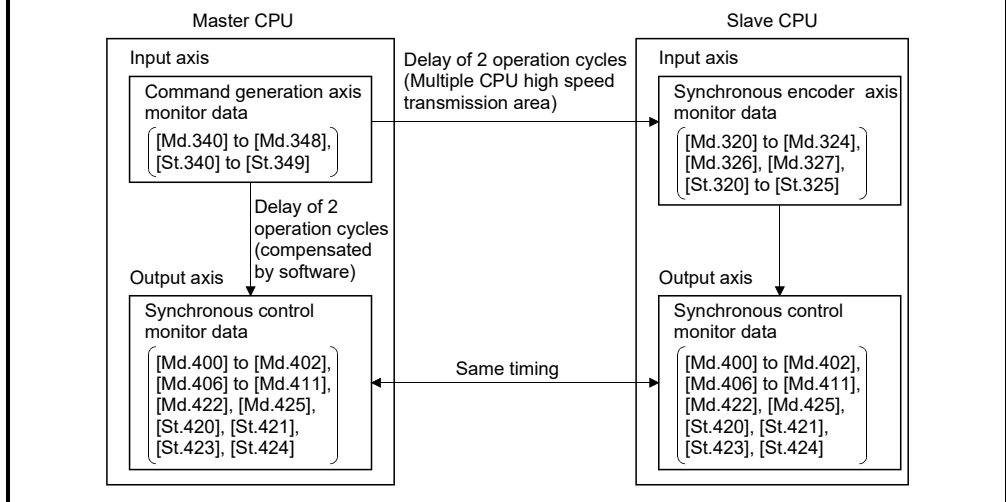 Master CPU
Slave CPU
Input axis
Command generation axis
monitor data
[Md.340] to [Md.348],
[St.340] to [St.349]
Delay of 2 operation cycles
(Multiple CPU high speed
transmission area)
Input axis
Synchronous encoder axis
monitor data
[Md.320] to [Md.324],
[Md.326], [Md.327],
[St.320] to [St.325]
Delay of 2
operation cycles
(compensated
by software)
Output axis
Synchronous control
monitor data
[Md.400] to [Md.402],
[Md.406] to [Md.411],
[Md.422], [Md.425],
[St.420], [St.421],
[St.423], [St.424]
Same timing
Output axis
Synchronous control
monitor data
[Md.400] to [Md.402],
[Md.406] to [Md.411],
[Md.422], [Md.425],
[St.420], [St.421],
[St.423], [St.424]